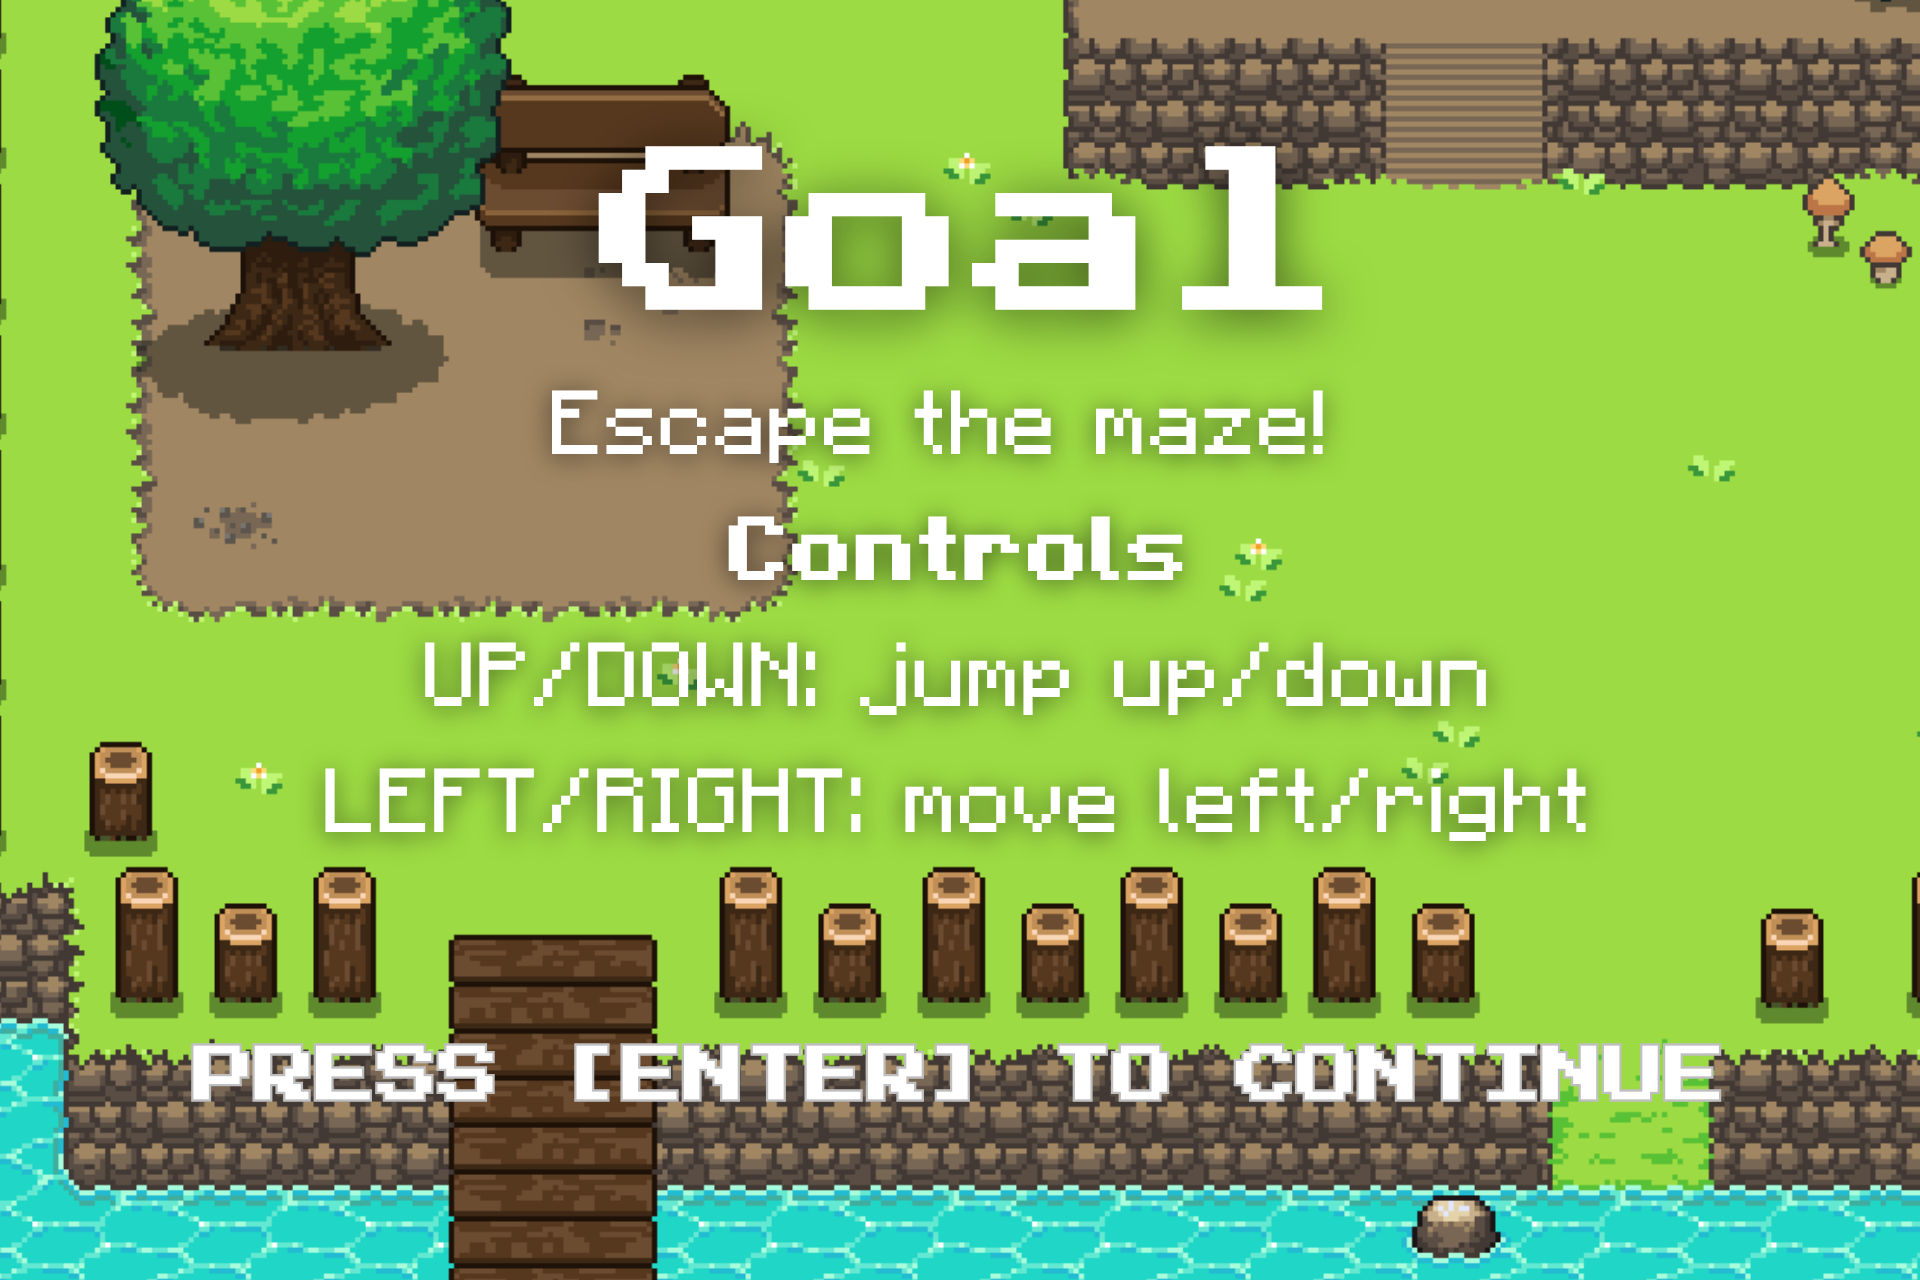 Goal
Escape the maze!
Controls
UP/DOWN: jump up/down
LEFT/RIGHT: move left/right
PRESS [ENTER] TO CONTINUE